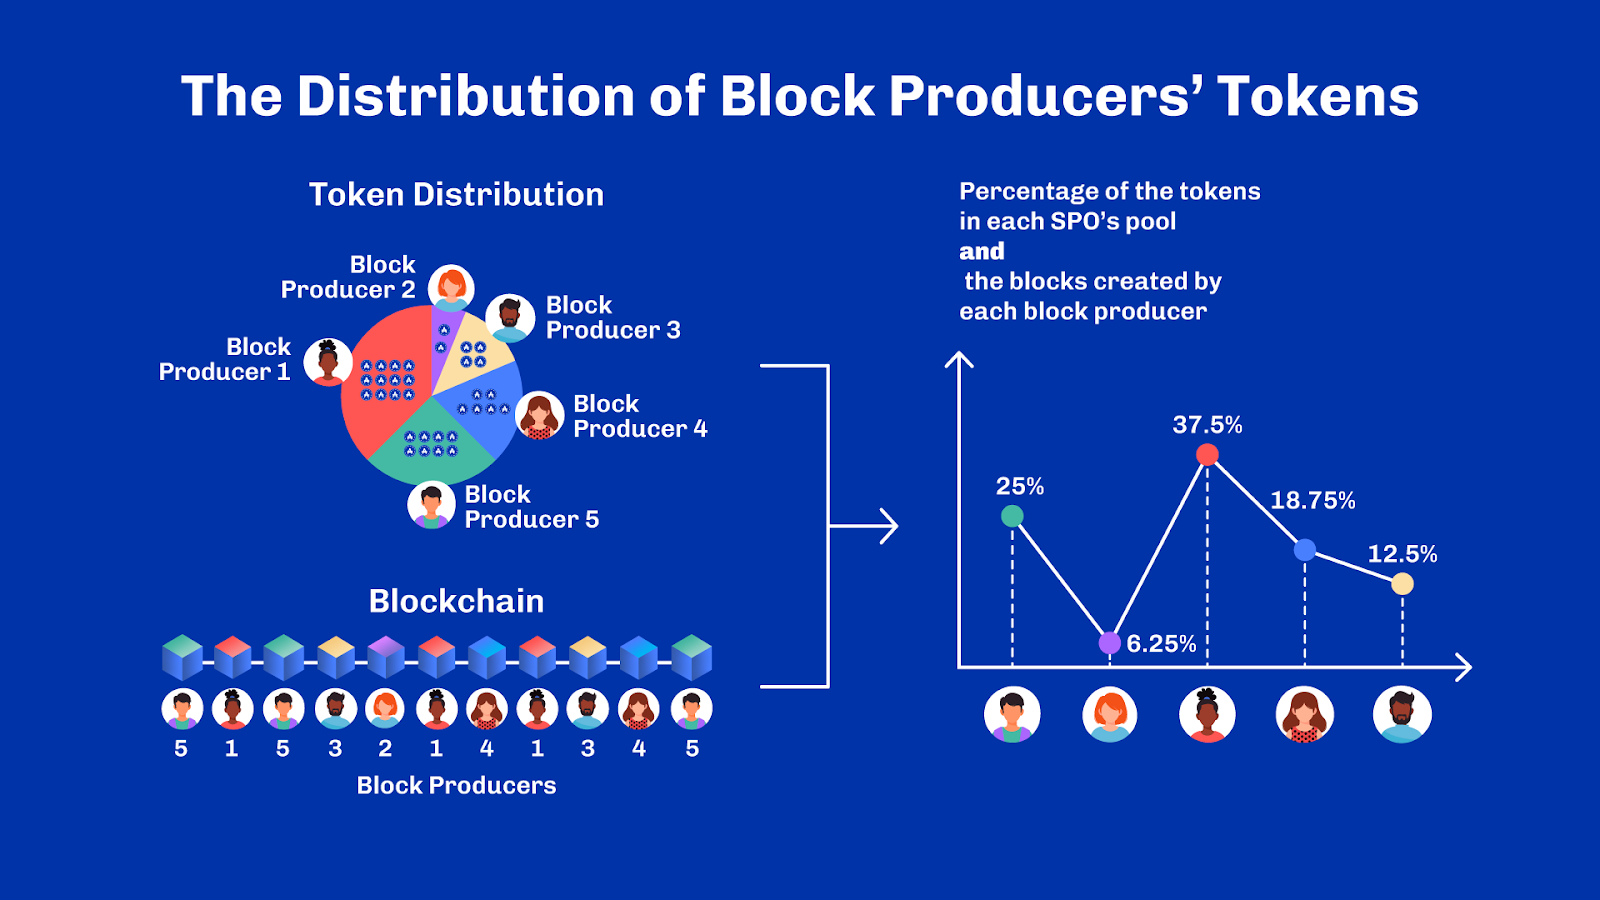 The Distribution of Block Producers’ Tokens
Token Distribution
Block
Producer 2
Block
Producer 3
Block
Producer 1
Block
Producer 4
Block
Producer 5
Blockchain
5 1 5 3 2 1 4 1 3 4 5
Block Producers
Percentage of the tokens
in each SPO’s pool
and
the blocks created by
each block producer
37.5%
25%
18.75%
12.5%
6.25%